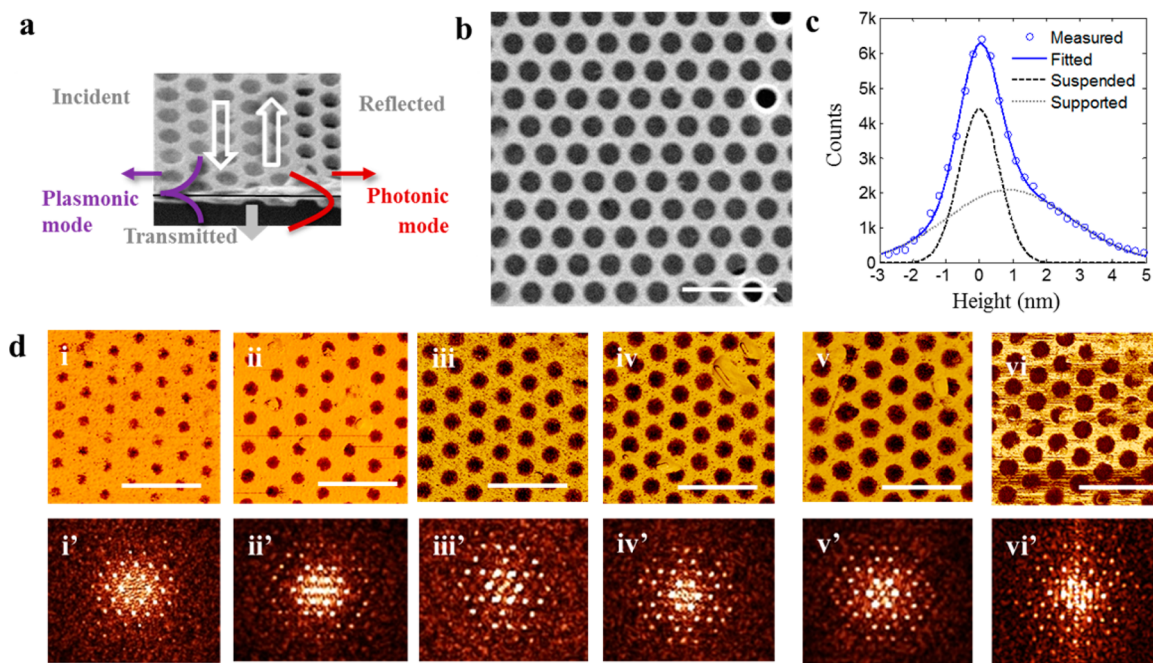 a
Incident
Reflected
Plasmonic
mode
Photonic
mode
Transmitted
b
c
7k
6k
5k
4k
3k
2k
1k
0
Counts
Measured
Fitted
Suspended
Supported
-3 -2 -1 0 1 2 3 4 5
Height (nm)
d
i
ii
iii
iv
v
vi
i'
ii'
iii'
iv'
v'
vi'